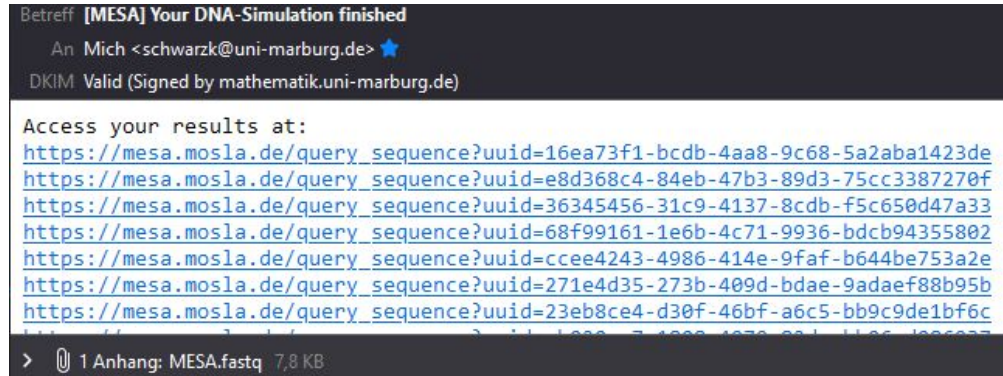 Betreff [MESA] Your DNA-Simulation finished
An Mich <schwarzk@uni-marburg.de>
DKIM Valid (Signed by mathematik.uni-marburg.de)
Access your results at:
https://mesa.mosla.de/query_sequence?uuid=16ea73f1-bcdb-4aa8-9c68-5a2aba1423de
https://mesa.mosla.de/query_sequence?uuid=e8d368c4-84eb-47b3-89d3-75cc3387270f
https://mesa.mosla.de/query_sequence?uuid=36345456-31c9-4137-8cdb-f5c650d47a33
https://mesa.mosla.de/query_sequence?uuid=68f99161-1e6b-4c71-9936-bdcb94355802
https://mesa.mosla.de/query_sequence?uuid=ccee4243-4986-414e-9faf-b644be753a2e
https://mesa.mosla.de/query_sequence?uuid=271e4d35-273b-409d-bdae-9adaef88b95b
https://mesa.mosla.de/query_sequence?uuid=23eb8ce4-d30f-46bf-a6c5-bb9c9de1bf6c
1 Anhang: MESA.fastq 7,8 KB